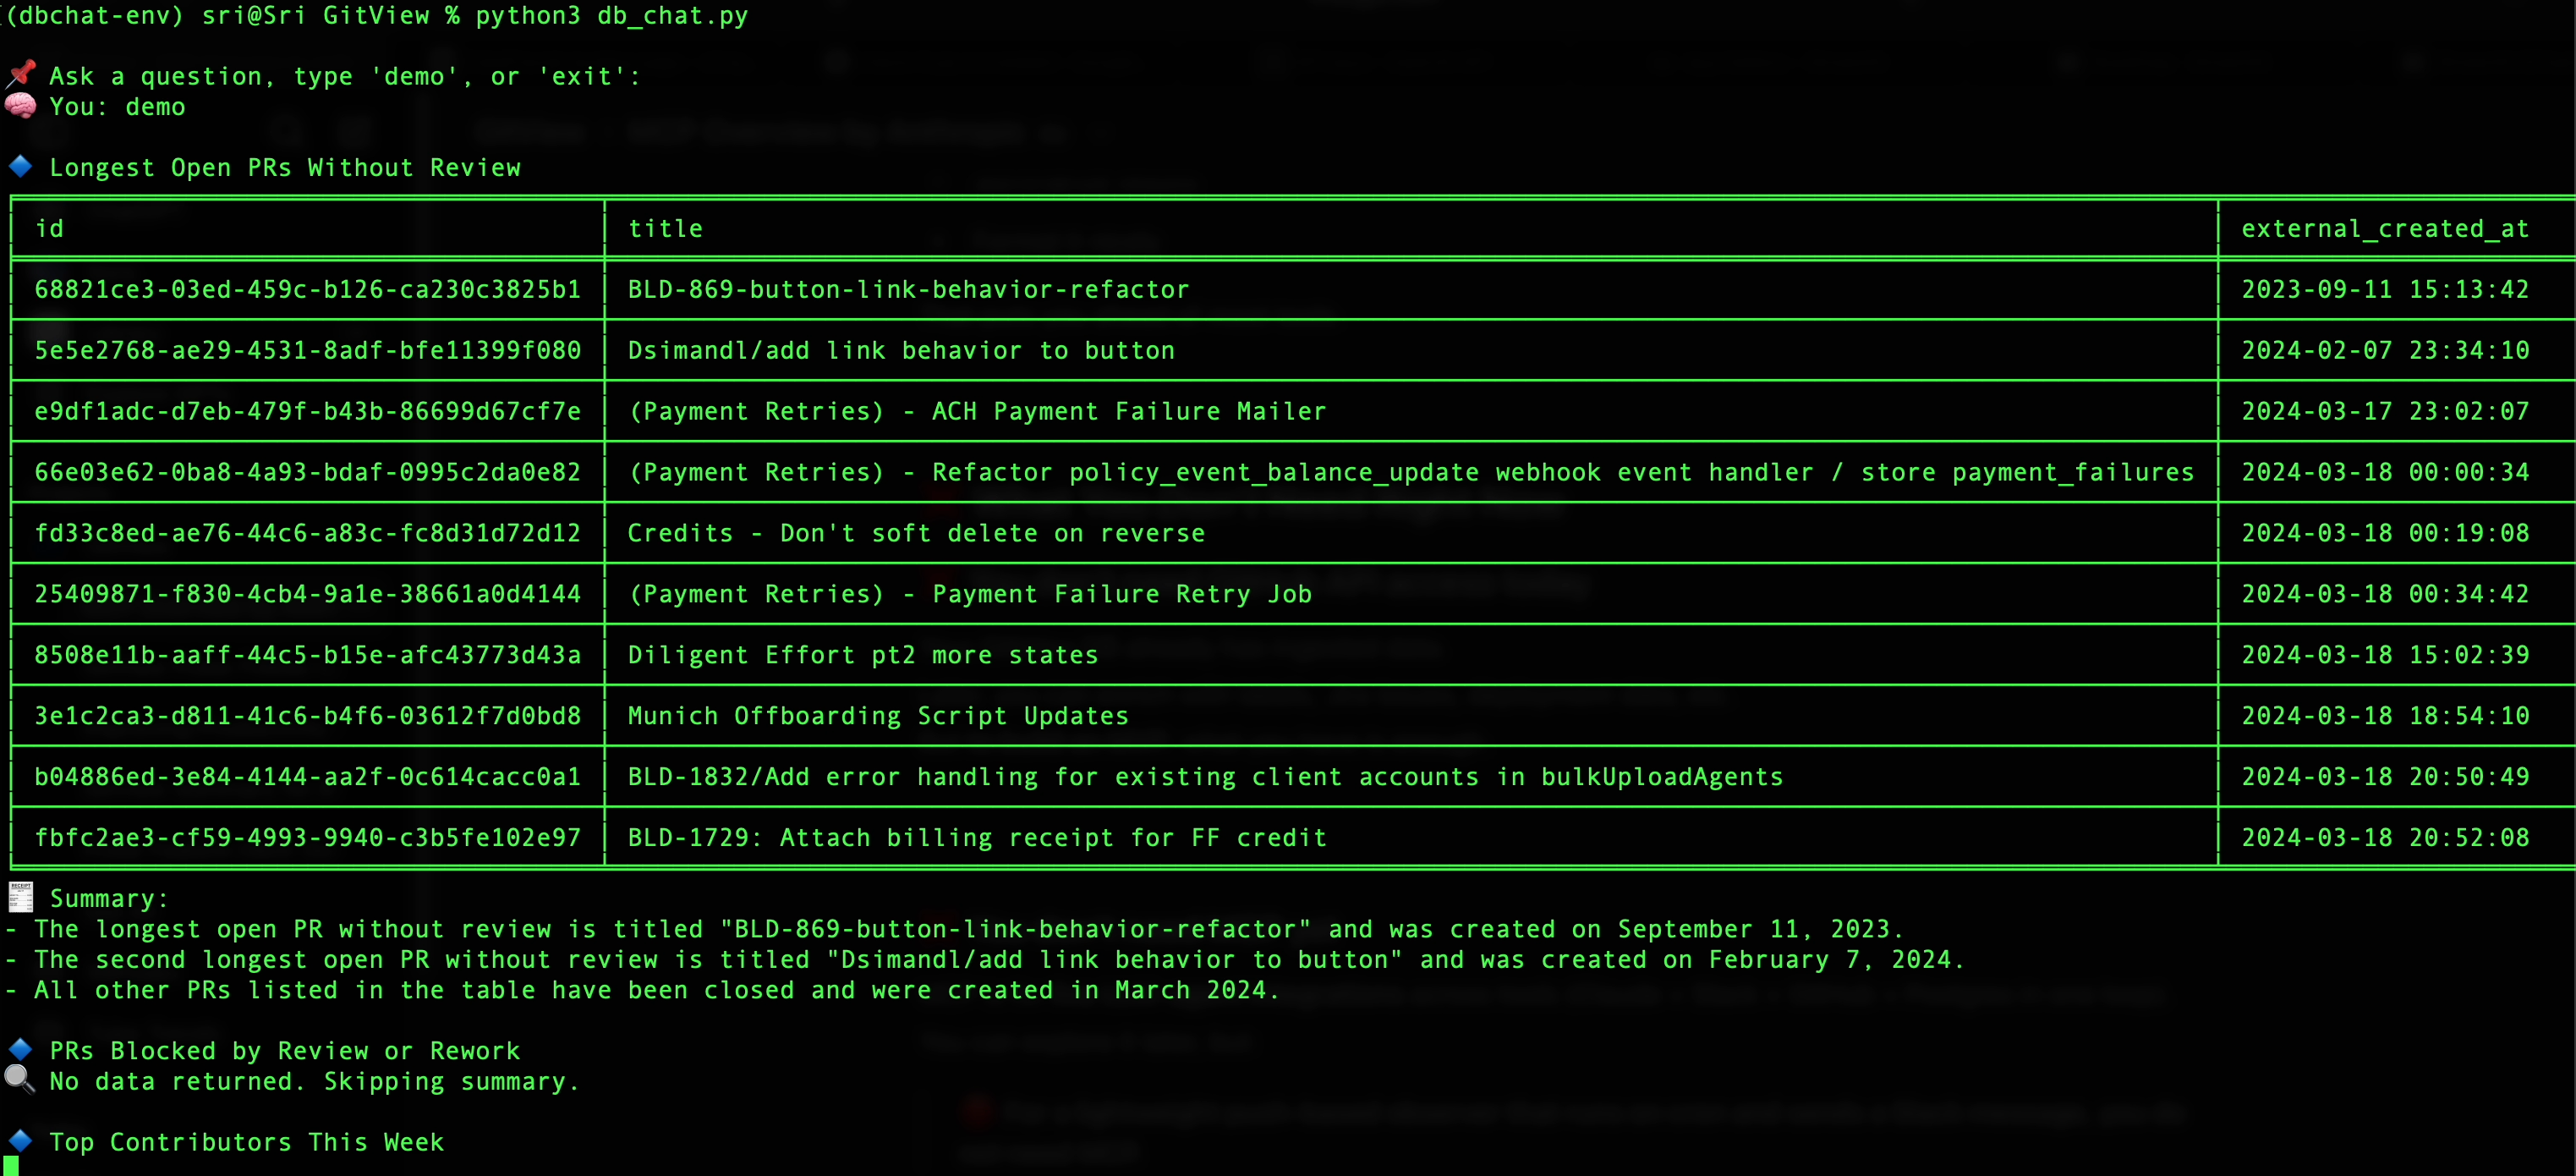 (dbchat-env) sri@Sri GitView % python3 db_chat.py
📌 Ask a question, type 'demo', or 'exit':
🧠 You: demo
🔷 Longest Open PRs Without Review
id title external_created_at
68821ce3-03ed-459c-b126-ca230c3825b1 BLD-869-button-link-behavior-refactor 2023-09-11 15:13:42
5e5e2768-ae29-4531-8adf-bfe11399f080 Dsimandl/add link behavior to button 2024-02-07 23:34:10
e9df1adc-d7eb-479f-b43b-86699d67cf7e (Payment Retries) - ACH Payment Failure Mailer 2024-03-17 23:02:07
66e03e62-0ba8-4a93-bdaf-0995c2da0e82 (Payment Retries) - Refactor policy_event_balance_update webhook event handler / store payment_failures 2024-03-18 00:00:34
fd33c8ed-ae76-44c6-a83c-fc8d31d72d12 Credits - Don't soft delete on reverse 2024-03-18 00:19:08
25409871-f830-4cb4-9a1e-38661a0d4144 (Payment Retries) - Payment Failure Retry Job 2024-03-18 00:34:42
8508e11b-aaff-44c5-b15e-afc43773d43a Diligent Effort pt2 more states 2024-03-18 15:02:39
3e1c2ca3-d811-41c6-b4f6-03612f7d0bd8 Munich Offboarding Script Updates 2024-03-18 18:54:10
b04886ed-3e84-4144-aa2f-0c614cacc0a1 BLD-1832/Add error handling for existing client accounts in bulkUploadAgents 2024-03-18 20:50:49
fbfc2ae3-cf59-4993-9940-c3b5fe102e97 BLD-1729: Attach billing receipt for FF credit 2024-03-18 20:52:08
🧾 Summary:
- The longest open PR without review is titled "BLD-869-button-link-behavior-refactor" and was created on September 11, 2023.
- The second longest open PR without review is titled "Dsimandl/add link behavior to button" and was created on February 7, 2024.
- All other PRs listed in the table have been closed and were created in March 2024.
🔷 PRs Blocked by Review or Rework
🔍 No data returned. Skipping summary.
🔷 Top Contributors This Week